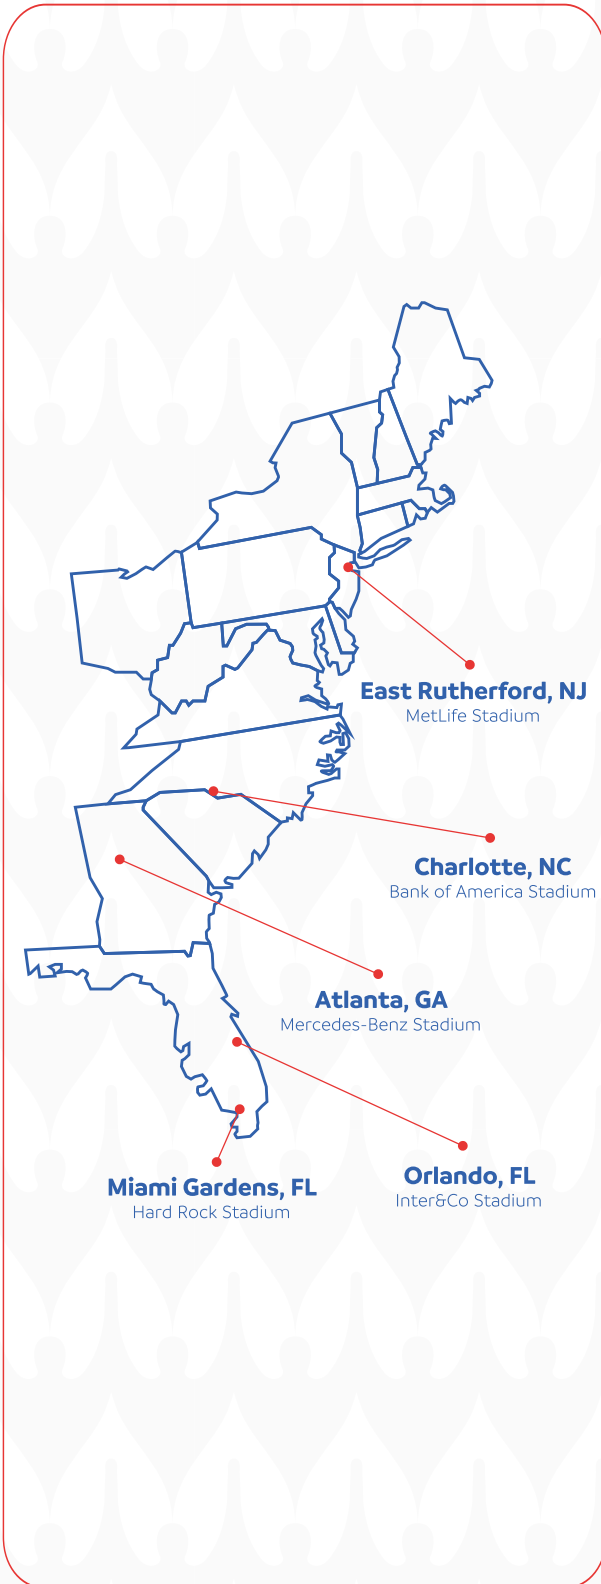 East Rutherford, NJ
MetLife Stadium
Charlotte, NC
Bank of America Stadium
Atlanta, GA
Mercedes-Benz Stadium
Orlando, FL
Inter&Co Stadium
Miami Gardens, FL
Hard Rock Stadium